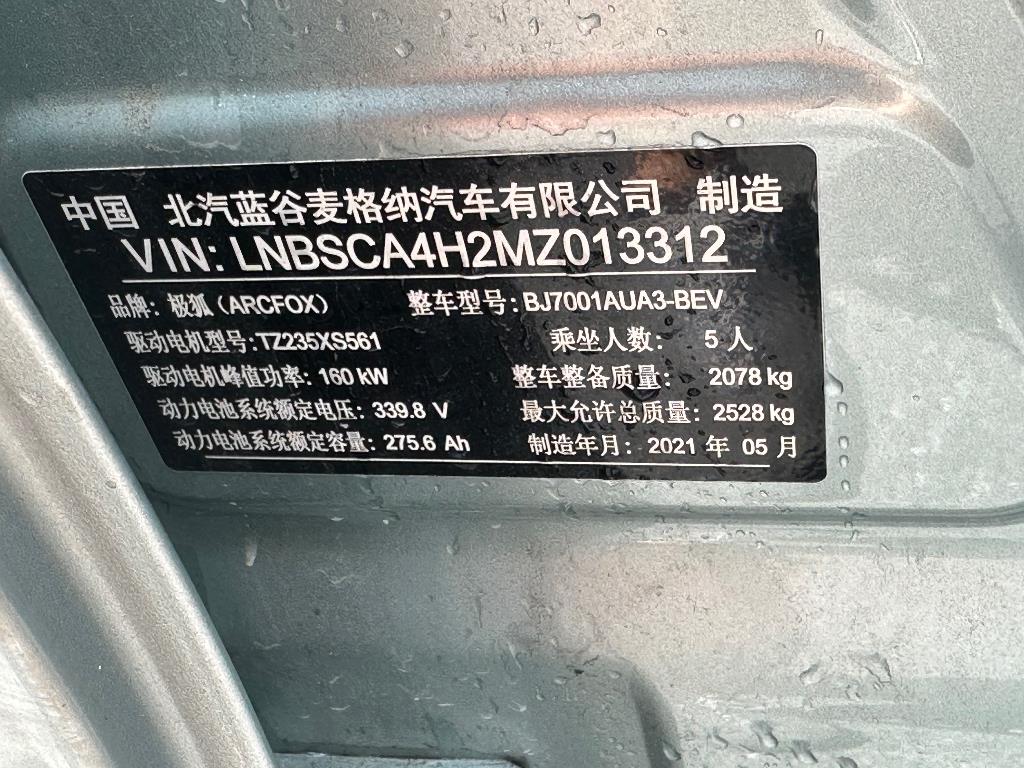 中国 北汽蓝谷麦格纳汽车有限公司 制造
VIN: LNBSCA4H2MZ013312
品牌: 极狐 (ARCFOX) 整车型号: BJ7001AUA3-BEV
驱动电机型号: TZ235XS561 乘坐人数: 5 人
驱动电机峰值功率: 160 kW 整车整备质量: 2078 kg
动力电池系统额定电压: 339.8 V 最大允许总质量: 2528 kg
动力电池系统额定容量: 275.6 Ah 制造年月: 2021 年 05 月